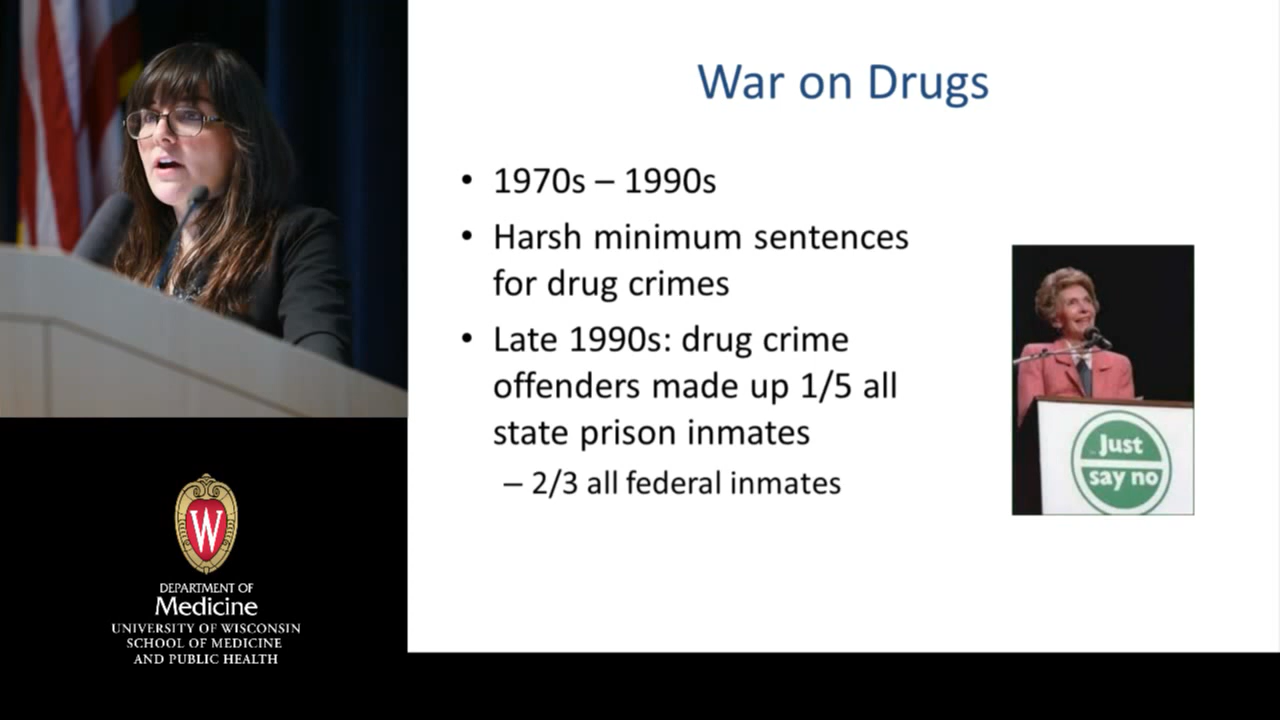 War on Drugs
• 1970s – 1990s
• Harsh minimum sentences
for drug crimes
• Late 1990s: drug crime
offenders made up 1/5 all
state prison inmates
– 2/3 all federal inmates
Just
say no
W
DEPARTMENT OF
Medicine
UNIVERSITY OF WISCONSIN
SCHOOL OF MEDICINE
AND PUBLIC HEALTH